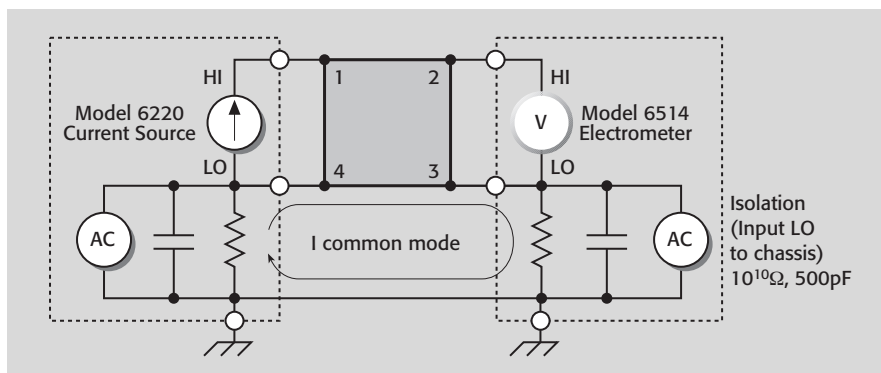 HI
1
2
HI
Model 6220
Current Source
V
Model 6514
Electrometer
LO
4
3
LO
AC
I common mode
AC
Isolation
(Input LO
to chassis)
10¹⁰Ω, 500pF